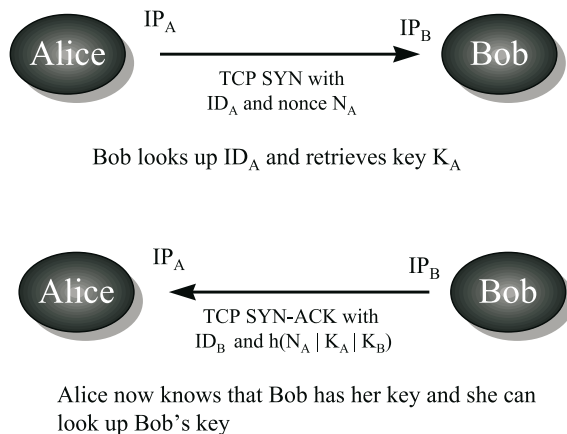 IP_A
IP_B
Alice
Bob
TCP SYN with
ID_A and nonce N_A
Bob looks up ID_A and retrieves key K_A
IP_A
IP_B
Alice
Bob
TCP SYN-ACK with
ID_B and h(N_A | K_A | K_B)
Alice now knows that Bob has her key and she can
look up Bob's key